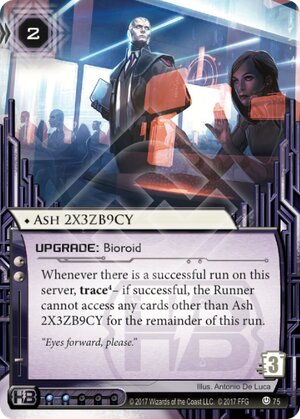 2
♦ Ash 2X3ZB9CY
UPGRADE: Bioroid
Whenever there is a successful run on this
server, trace⁴– if successful, the Runner
cannot access any cards other than Ash
2X3ZB9CY for the remainder of this run.
"Eyes forward, please."
3
Illus. Antonio De Luca
HB
© 2017 Wizards of the Coast LLC. © 2017 FFG
75